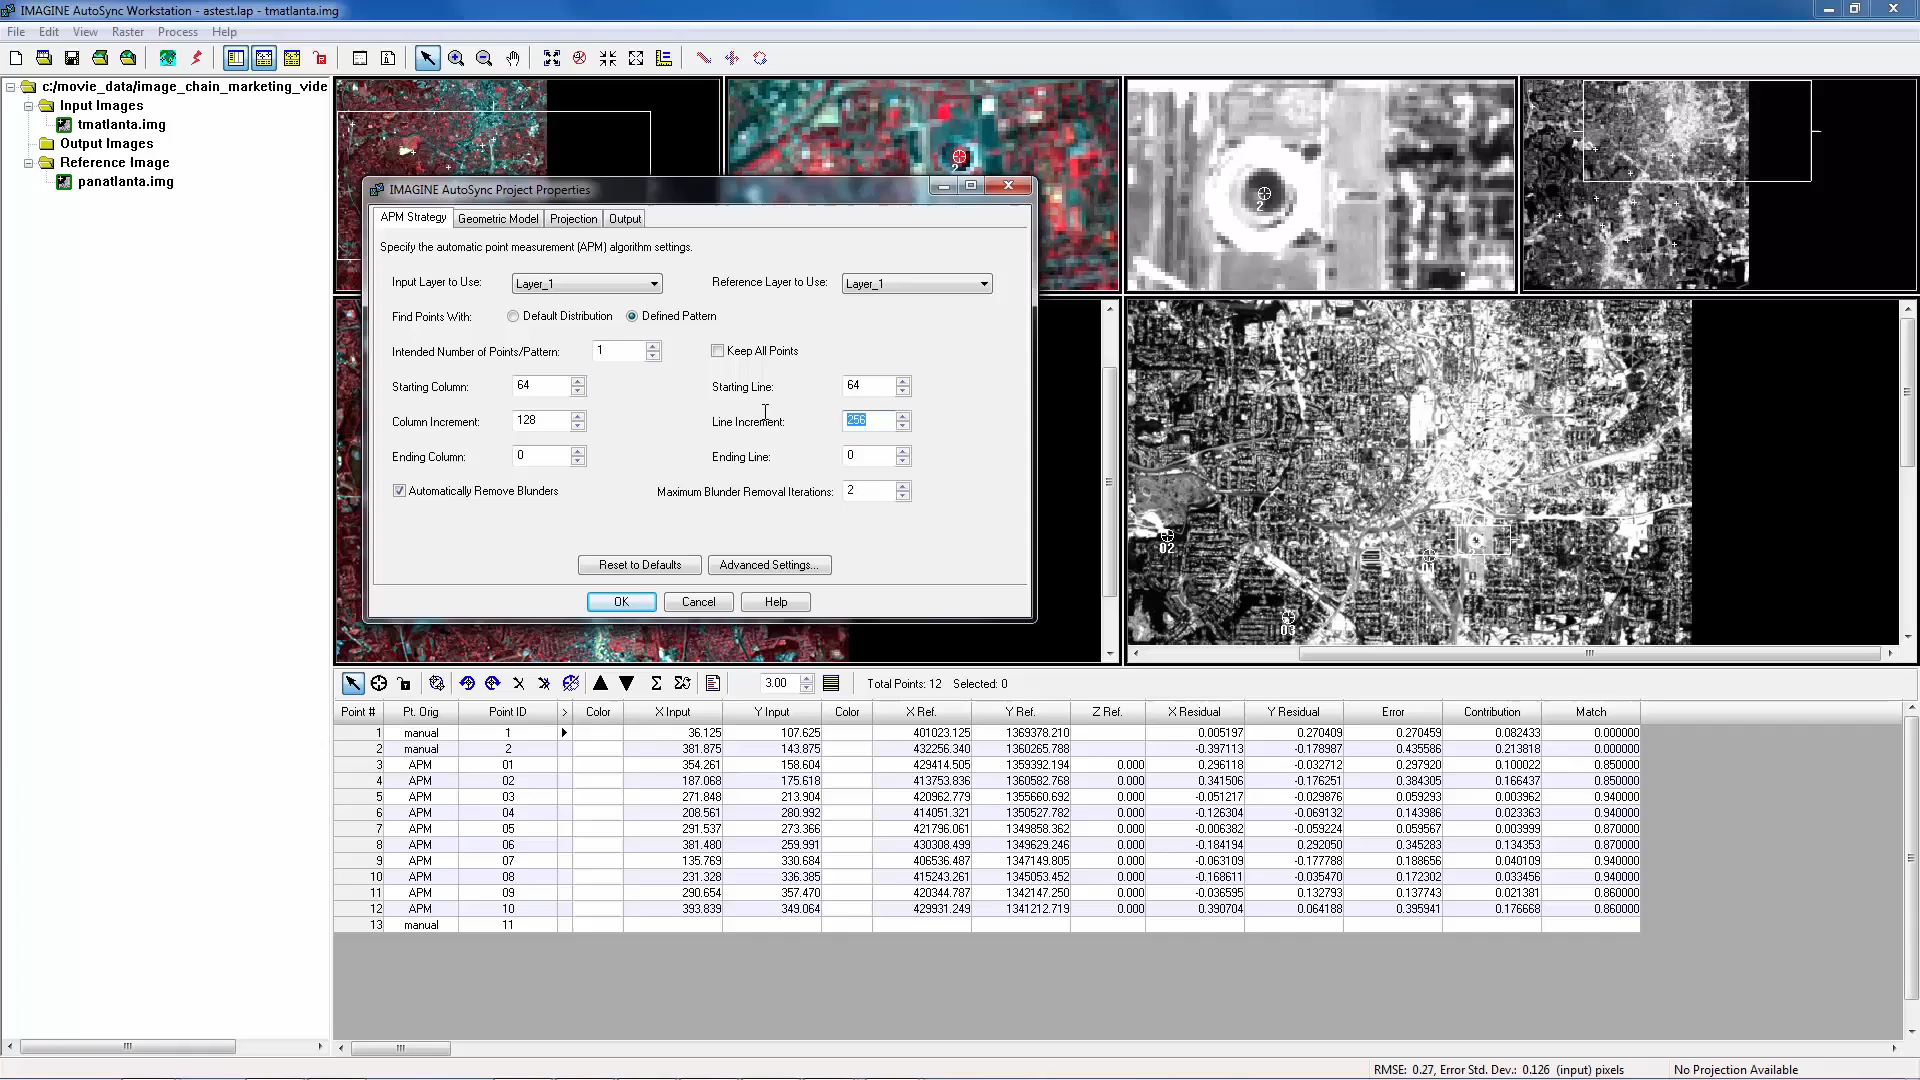 IMAGINE AutoSync Workstation - astest.lap - tmatlanta.img
File Edit View Raster Process Help
c:/movie_data/image_chain_marketing_vide
Input Images
tmatlanta.img
Output Images
Reference Image
panatlanta.img
2
2
IMAGINE AutoSync Project Properties
APM Strategy Geometric Model Projection Output
Specify the automatic point measurement (APM) algorithm settings.
Input Layer to Use: Layer_1 Reference Layer to Use: Layer_1
Find Points With: Default Distribution Defined Pattern
Intended Number of Points/Pattern: 1 Keep All Points
Starting Column: 64 Starting Line: 64
Column Increment: 128 Line Increment: 256
Ending Column: 0 Ending Line: 0
Automatically Remove Blunders Maximum Blunder Removal Iterations: 2
Reset to Defaults Advanced Settings...
OK Cancel Help
02
01
03
3.00 Total Points: 12 Selected: 0
Point # Pt. Orig Point ID > Color X Input Y Input Color X Ref. Y Ref. Z Ref. X Residual Y Residual Error Contribution Match
1 manual 1 36.125 107.625 401023.125 1369378.210 0.005197 0.270409 0.270459 0.082433 0.000000
2 manual 2 381.875 143.875 432256.340 1360265.788 -0.397113 -0.178987 0.435586 0.213818 0.000000
3 APM 01 354.261 158.604 429414.505 1359392.194 0.000 0.296118 -0.032712 0.297920 0.100022 0.850000
4 APM 02 187.068 175.618 413753.836 1360582.768 0.000 0.341506 -0.176251 0.384305 0.166437 0.850000
5 APM 03 271.848 213.904 420962.779 1355660.692 0.000 -0.051217 -0.029876 0.059293 0.003962 0.940000
6 APM 04 208.561 280.992 414051.321 1350527.782 0.000 -0.126304 -0.069132 0.143986 0.023363 0.940000
7 APM 05 291.537 273.366 421796.061 1349858.362 0.000 -0.006382 -0.059224 0.059567 0.003999 0.870000
8 APM 06 381.480 259.991 430308.499 1349629.246 0.000 -0.184194 0.292050 0.345283 0.134353 0.870000
9 APM 07 135.769 330.684 406536.487 1347149.805 0.000 -0.063109 -0.177788 0.188656 0.040109 0.940000
10 APM 08 231.328 336.385 415243.261 1345053.452 0.000 -0.168611 -0.035470 0.172302 0.033456 0.940000
11 APM 09 290.654 357.470 420344.787 1342147.250 0.000 -0.036595 0.132793 0.137743 0.021381 0.860000
12 APM 10 393.839 349.064 429931.249 1341212.719 0.000 0.390704 0.064188 0.395941 0.176668 0.860000
13 manual 11
RMSE: 0.27, Error Std. Dev.: 0.126 (input) pixels No Projection Available